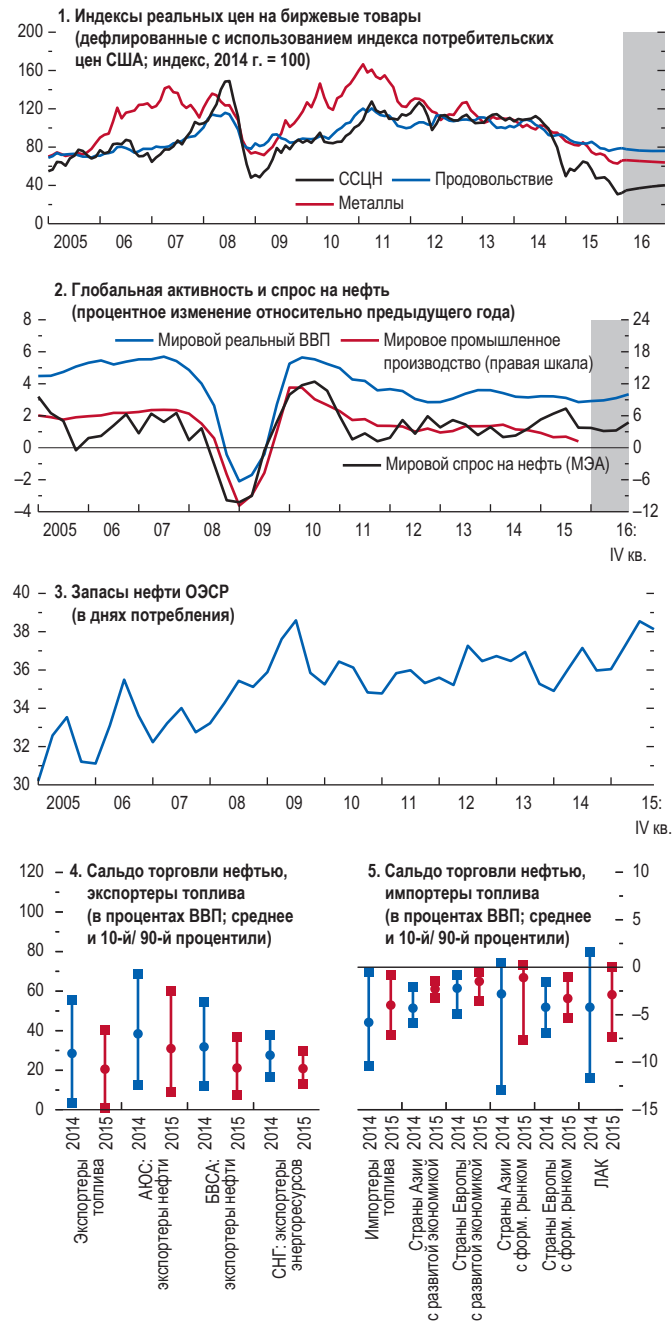 1. Индексы реальных цен на биржевые товары
(дефлированные с использованием индекса потребительских
цен США; индекс, 2014 г. = 100)
200
160
120
80
40
0
ССЦН
Продовольствие
Металлы
2005 06 07 08 09 10 11 12 13 14 15 16
2. Глобальная активность и спрос на нефть
(процентное изменение относительно предыдущего года)
8
6
4
2
0
–2
–4
24
18
12
6
0
–6
–12
Мировой реальный ВВП
Мировое промышленное
производство (правая шкала)
Мировой спрос на нефть (МЭА)
2005 06 07 08 09 10 11 12 13 14 15 16:
IV кв.
3. Запасы нефти ОЭСР
(в днях потребления)
40
38
36
34
32
30
2005 06 07 08 09 10 11 12 13 14 15:
IV кв.
4. Сальдо торговли нефтью,
экспортеры топлива
(в процентах ВВП; среднее
и 10-й/ 90-й процентили)
120
100
80
60
40
20
0
2014 2015 2014 2015 2014 2015 2014 2015
Экспортеры
топлива
АЮС:
экспортеры нефти
БВСА:
экспортеры нефти
СНГ: экспортеры
энергоресурсов
5. Сальдо торговли нефтью,
импортеры топлива
(в процентах ВВП; среднее
и 10-й/ 90-й процентили)
10
5
0
–5
–10
–15
2014 2015 2014 2015 2014 2015 2014 2015 2014 2015 2014 2015
Импортеры
топлива
Страны Азии
с развитой экономикой
Страны Европы
с развитой экономикой
Страны Азии
с форм. рынком
Страны Европы
с форм. рынком
ЛАК